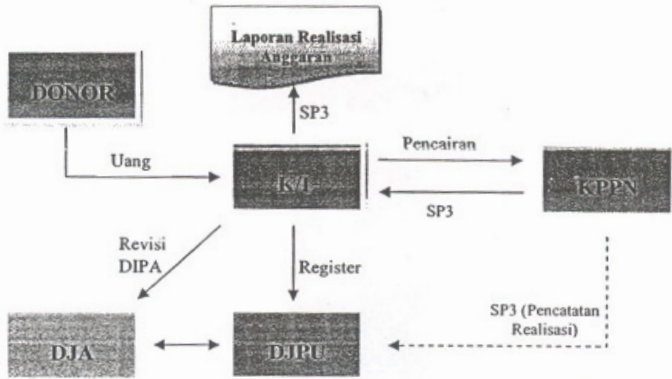 Laporan Realisasi
Anggaran
DONOR
SP3
Uang
K/L
Pencairan
KPPN
SP3
Revisi
DIPA
Register
SP3 (Pencatatan
Realisasi)
DJA
DJPU